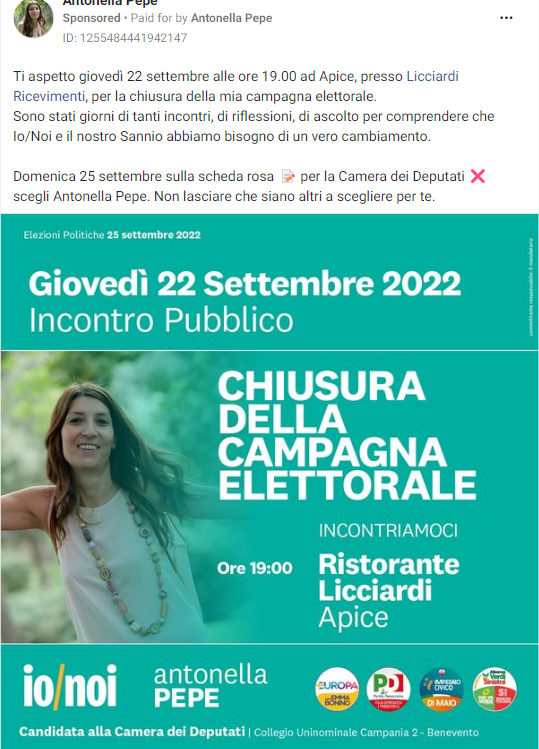 Antonella Pepe
Sponsored • Paid for by Antonella Pepe
ID: 1255484441942147
Ti aspetto giovedì 22 settembre alle ore 19.00 ad Apice, presso Licciardi
Ricevimenti, per la chiusura della mia campagna elettorale.
Sono stati giorni di tanti incontri, di riflessioni, di ascolto per comprendere che
Io/Noi e il nostro Sannio abbiamo bisogno di un vero cambiamento.
Domenica 25 settembre sulla scheda rosa 📝 per la Camera dei Deputati ❌
scegli Antonella Pepe. Non lasciare che siano altri a scegliere per te.
Elezioni Politiche 25 settembre 2022
Giovedì 22 Settembre 2022
Incontro Pubblico
CHIUSURA
DELLA
CAMPAGNA
ELETTORALE
INCONTRIAMOCI
Ore 19:00
Ristorante
Licciardi
Apice
io/noi
antonella
PEPE
+EUROPA
EMMA
BONINO
PD
Partito Democratico
IMPEGNO
CIVICO
DI MAIO
Alleanza
Verdi
Sinistra
SI
Candidata alla Camera dei Deputati | Collegio Uninominale Campania 2 - Benevento